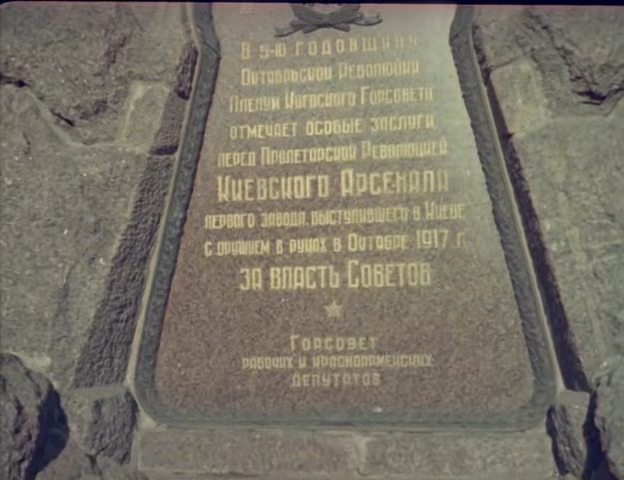 В 5-Ю ГОДОВЩИНУ
ОКТЯБРЬСКОЙ РЕВОЛЮЦИИ
ПЛЕНУМ КИЕВСКОГО ГОРСОВЕТА
ОТМЕЧАЕТ ОСОБЫЕ ЗАСЛУГИ
ПЕРЕД ПРОЛЕТАРСКОЙ РЕВОЛЮЦИЕЙ
КИЕВСКОГО АРСЕНАЛА
ПЕРВОГО ЗАВОДА, ВЫСТУПИВШЕГО В КИЕВЕ
С ОРУЖИЕМ В РУКАХ В ОКТЯБРЕ 1917 Г.
ЗА ВЛАСТЬ СОВЕТОВ
ГОРСОВЕТ
РАБОЧИХ И КРАСНОАРМЕЙСКИХ
ДЕПУТАТОВ